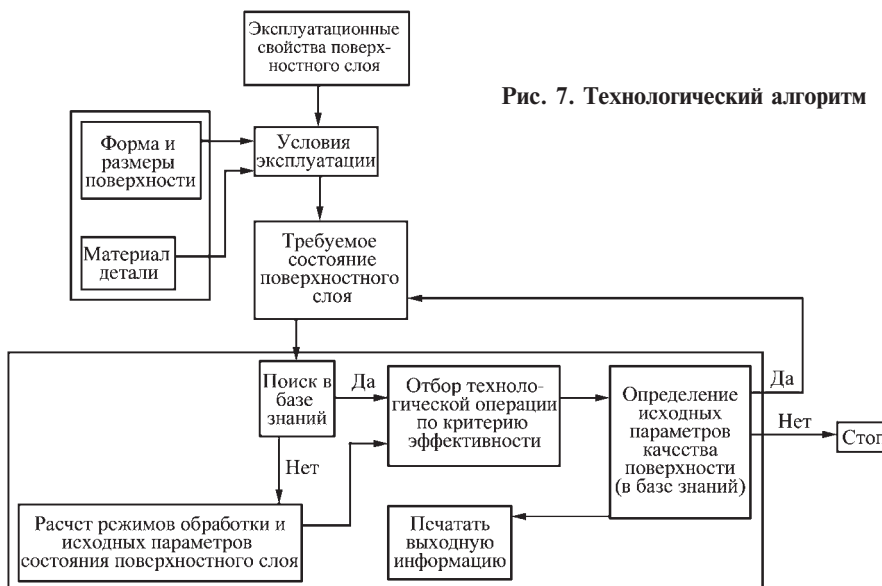 Эксплуатационные
свойства поверх-
ностного слоя
Рис. 7. Технологический алгоритм
Форма и
размеры
поверхности
Условия
эксплуатации
Материал
детали
Требуемое
состояние
поверхностного
слоя
Поиск в
базе
знаний
Да
Отбор техноло-
гической операции
по критерию
эффективности
Определение
исходных
параметров
качества
поверхности
(в базе знаний)
Да
Нет
Стоп
Нет
Расчет режимов обработки и
исходных параметров
состояния поверхностного слоя
Печатать
выходную
информацию